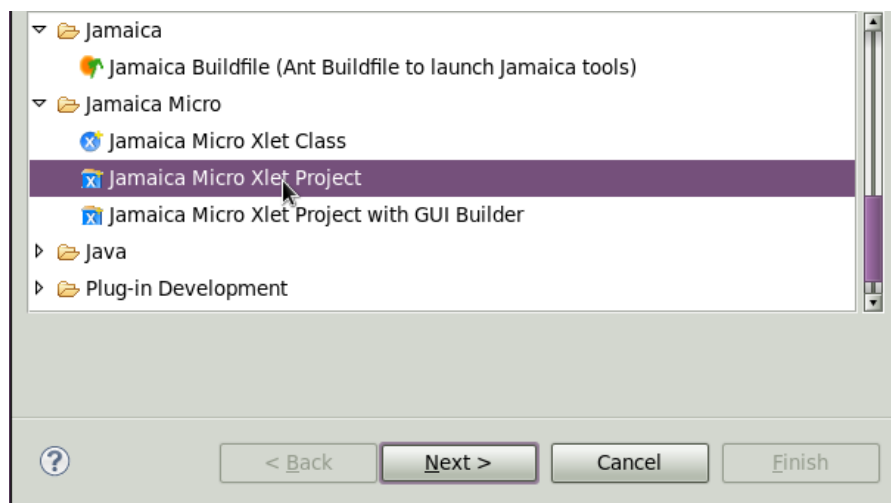 Jamaica
Jamaica Buildfile (Ant Buildfile to launch Jamaica tools)
Jamaica Micro
Jamaica Micro Xlet Class
Jamaica Micro Xlet Project
Jamaica Micro Xlet Project with GUI Builder
Java
Plug-in Development
? < Back Next > Cancel Finish